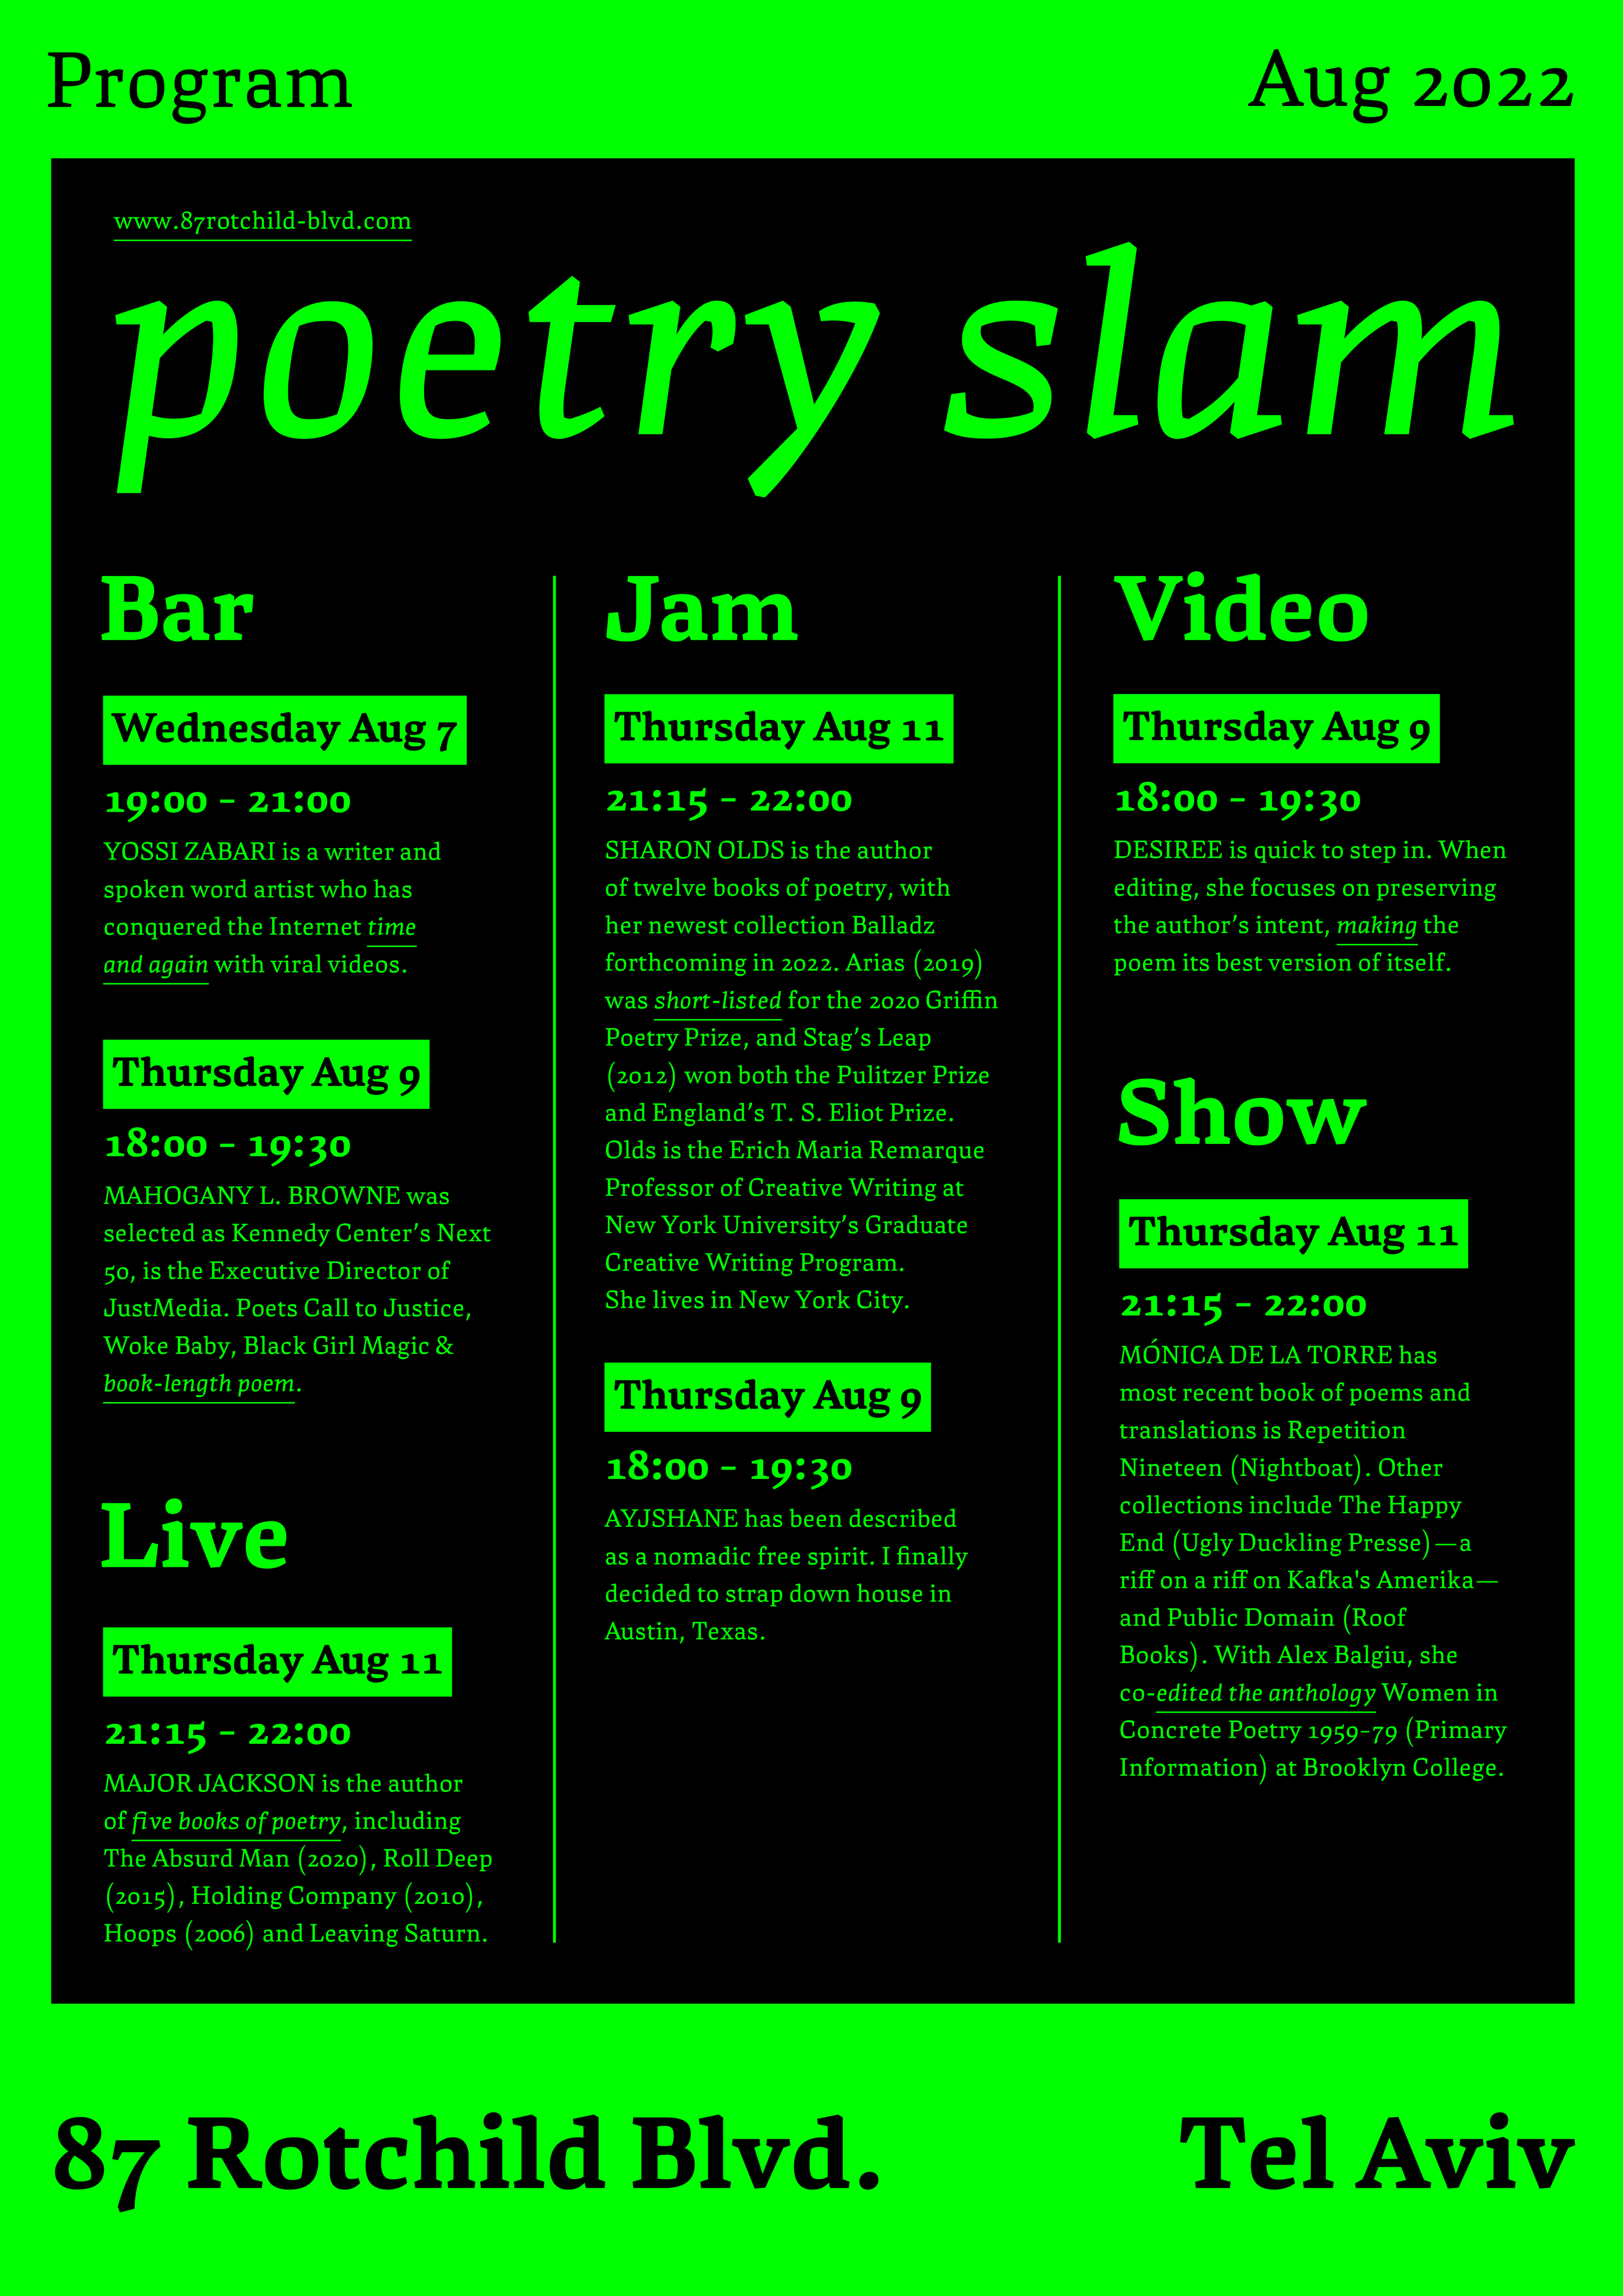 Program
Aug 2022
www.87rotchild-blvd.com
poetry slam
Bar
Wednesday Aug 7
19:00 – 21:00
YOSSI ZABARI is a writer and
spoken word artist who has
conquered the Internet time
and again with viral videos.
Thursday Aug 9
18:00 – 19:30
MAHOGANY L. BROWNE was
selected as Kennedy Center’s Next
50, is the Executive Director of
JustMedia. Poets Call to Justice,
Woke Baby, Black Girl Magic &
book-length poem.
Live
Thursday Aug 11
21:15 – 22:00
MAJOR JACKSON is the author
of five books of poetry, including
The Absurd Man (2020), Roll Deep
(2015), Holding Company (2010),
Hoops (2006) and Leaving Saturn.
Jam
Thursday Aug 11
21:15 – 22:00
SHARON OLDS is the author
of twelve books of poetry, with
her newest collection Balladz
forthcoming in 2022. Arias (2019)
was short-listed for the 2020 Griffin
Poetry Prize, and Stag’s Leap
(2012) won both the Pulitzer Prize
and England’s T. S. Eliot Prize.
Olds is the Erich Maria Remarque
Professor of Creative Writing at
New York University’s Graduate
Creative Writing Program.
She lives in New York City.
Thursday Aug 9
18:00 – 19:30
AYJSHANE has been described
as a nomadic free spirit. I finally
decided to strap down house in
Austin, Texas.
Video
Thursday Aug 9
18:00 – 19:30
DESIREE is quick to step in. When
editing, she focuses on preserving
the author’s intent, making the
poem its best version of itself.
Show
Thursday Aug 11
21:15 – 22:00
MÓNICA DE LA TORRE has
most recent book of poems and
translations is Repetition
Nineteen (Nightboat). Other
collections include The Happy
End (Ugly Duckling Presse)—a
riff on a riff on Kafka's Amerika—
and Public Domain (Roof
Books). With Alex Balgiu, she
co-edited the anthology Women in
Concrete Poetry 1959–79 (Primary
Information) at Brooklyn College.
87 Rotchild Blvd.
Tel Aviv